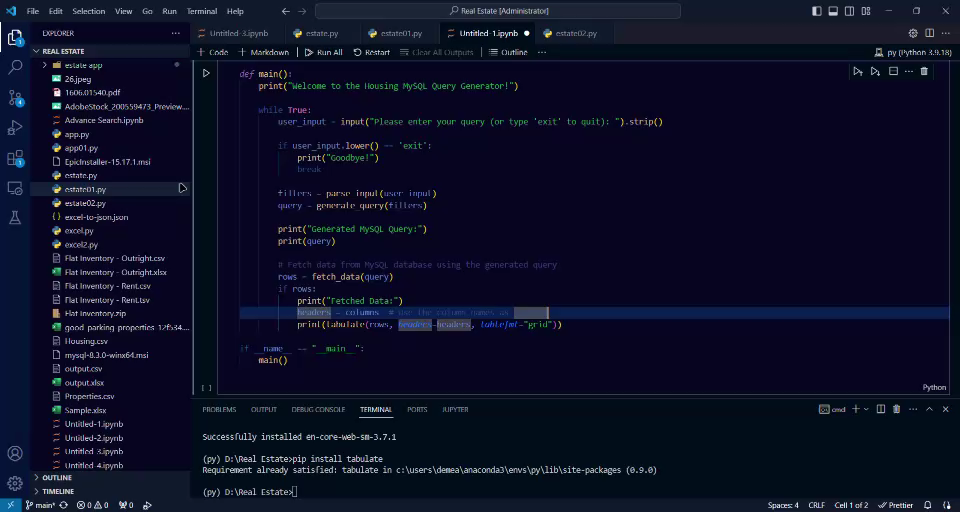 File Edit Selection View Go Run Terminal Help
Real Estate [Administrator]
EXPLORER
REAL ESTATE
estate app
26.jpeg
1606.01540.pdf
AdobeStock_200559473_Preview....
Advance Search.ipynb
app.py
app01.py
EpicInstaller-15.17.1.msi
estate.py
estate01.py
estate02.py
excel-to-json.json
excel.py
excel2.py
Flat Inventory - Outright.csv
Flat Inventory - Outright.xlsx
Flat Inventory - Rent.csv
Flat Inventory - Rent.tsv
Flat Inventory.zip
good_parking_properties_12f534...
Housing.csv
mysql-8.3.0-winx64.msi
output.csv
output.xlsx
Properties.csv
Sample.xlsx
Untitled-1.ipynb
Untitled-2.ipynb
Untitled-3.ipynb
Untitled-4.ipynb
OUTLINE
TIMELINE
Untitled-3.ipynb estate.py estate01.py Untitled-1.ipynb estate02.py
+ Code + Markdown Run All Restart Clear All Outputs Outline ... py (Python 3.9.18)
def main():
print("Welcome to the Housing MySQL Query Generator!")
while True:
user_input = input("Please enter your query (or type 'exit' to quit): ").strip()
if user_input.lower() == 'exit':
print("Goodbye!")
break
filters = parse_input(user_input)
query = generate_query(filters)
print("Generated MySQL Query:")
print(query)
# Fetch data from MySQL database using the generated query
rows = fetch_data(query)
if rows:
print("Fetched Data:")
headers = columns # Use the column names as
print(tabulate(rows, headers=headers, tablefmt="grid"))
if __name__ == "__main__":
main()
[ ]
Python
PROBLEMS OUTPUT DEBUG CONSOLE TERMINAL PORTS JUPYTER
cmd
Successfully installed en-core-web-sm-3.7.1
(py) D:\Real Estate>pip install tabulate
Requirement already satisfied: tabulate in c:\users\demea\anaconda3\envs\py\lib\site-packages (0.9.0)
(py) D:\Real Estate>
main* 0 0 0 Spaces: 4 CRLF Cell 1 of 2 Prettier